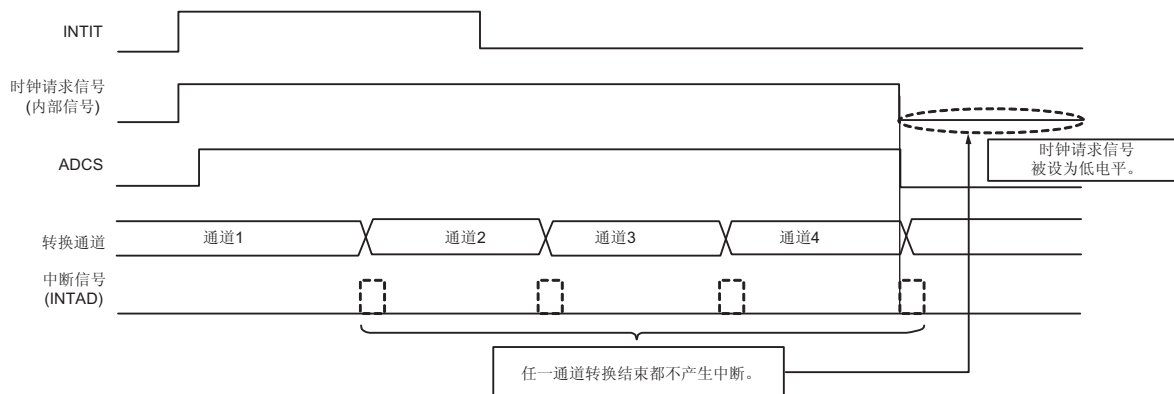 INTIT
时钟请求信号
(内部信号)
时钟请求信号
被设为低电平。
ADCS
转换通道
通道1
通道2
通道3
通道4
中断信号
(INTAD)
任一通道转换结束都不产生中断。